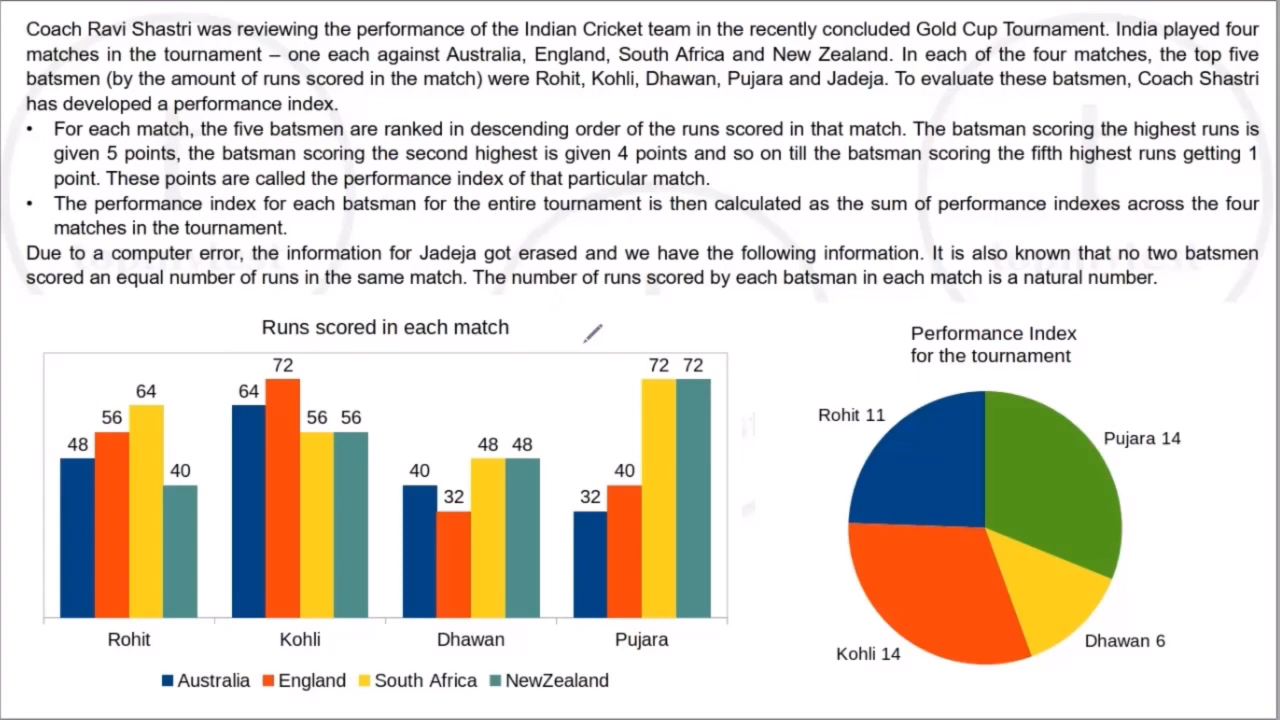 Coach Ravi Shastri was reviewing the performance of the Indian Cricket team in the recently concluded Gold Cup Tournament. India played four
matches in the tournament – one each against Australia, England, South Africa and New Zealand. In each of the four matches, the top five
batsmen (by the amount of runs scored in the match) were Rohit, Kohli, Dhawan, Pujara and Jadeja. To evaluate these batsmen, Coach Shastri
has developed a performance index.
• For each match, the five batsmen are ranked in descending order of the runs scored in that match. The batsman scoring the highest runs is
given 5 points, the batsman scoring the second highest is given 4 points and so on till the batsman scoring the fifth highest runs getting 1
point. These points are called the performance index of that particular match.
• The performance index for each batsman for the entire tournament is then calculated as the sum of performance indexes across the four
matches in the tournament.
Due to a computer error, the information for Jadeja got erased and we have the following information. It is also known that no two batsmen
scored an equal number of runs in the same match. The number of runs scored by each batsman in each match is a natural number.
Runs scored in each match
48 56 64 40
64 72 56 56
40 32 48 48
32 40 72 72
Rohit Kohli Dhawan Pujara
Australia England South Africa NewZealand
Performance Index
for the tournament
Rohit 11
Pujara 14
Dhawan 6
Kohli 14